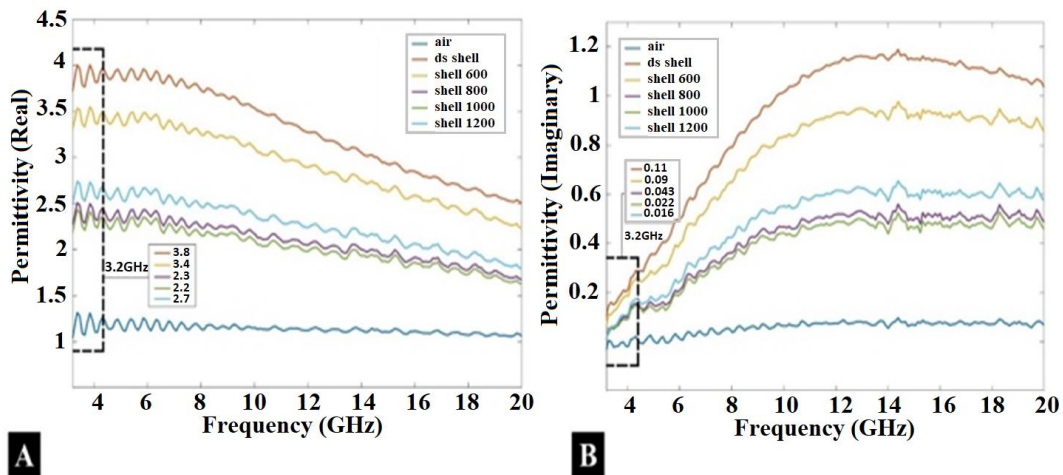 4.5
4
3.5
3
2.5
2
1.5
1
Permittivity (Real)
air
ds shell
shell 600
shell 800
shell 1000
shell 1200
3.2GHz
3.8
3.4
2.3
2.2
2.7
4 6 8 10 12 14 16 18 20
Frequency (GHz)
A
1.2
1
0.8
0.6
0.4
0.2
Permittivity (Imaginary)
air
ds shell
shell 600
shell 800
shell 1000
shell 1200
0.11
0.09
0.043
0.022
0.016
3.2GHz
4 6 8 10 12 14 16 18 20
Frequency (GHz)
B